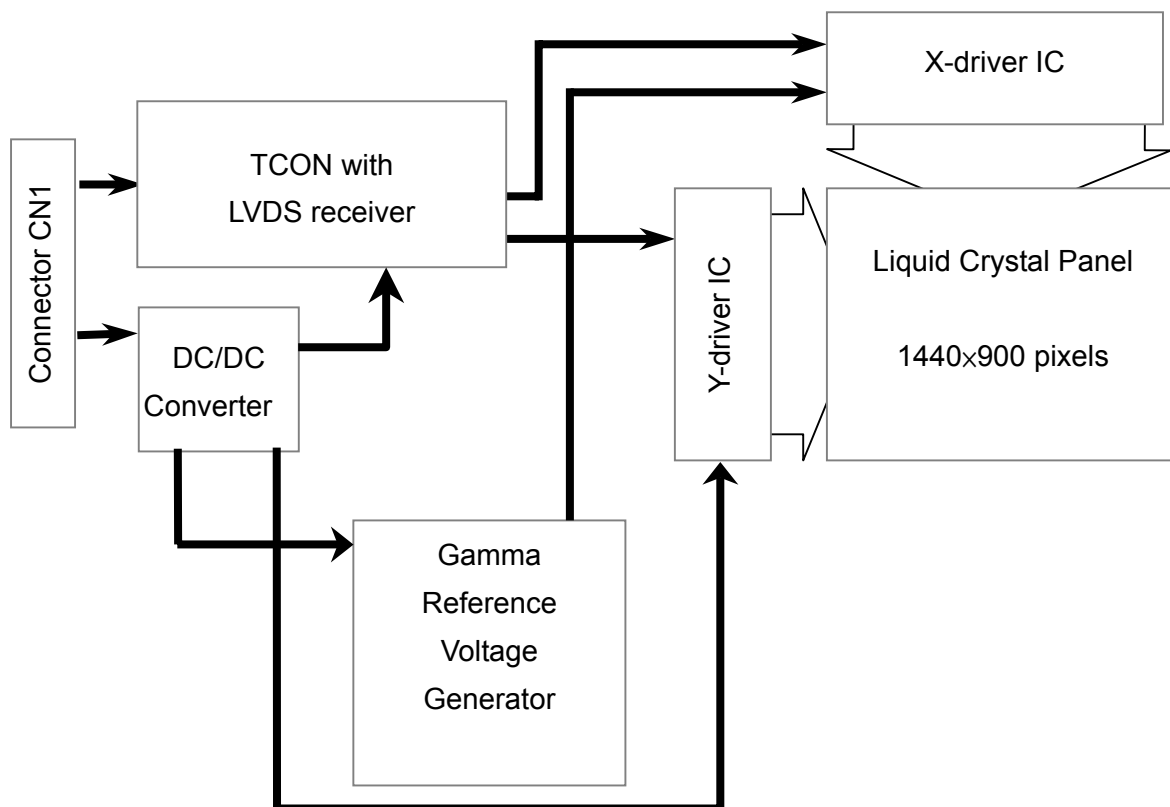 X-driver IC
TCON with
LVDS receiver
Connector CN1
Y-driver IC
Liquid Crystal Panel
1440×900 pixels
DC/DC
Converter
Gamma
Reference
Voltage
Generator